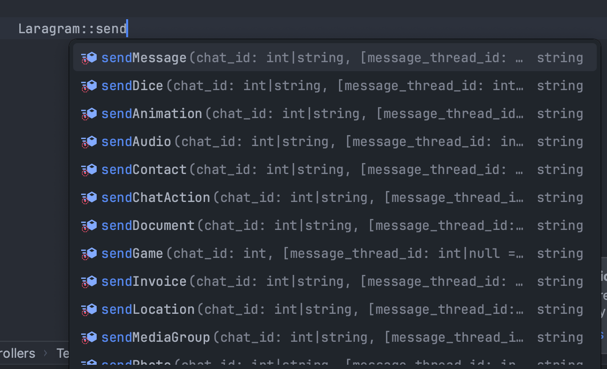 Laragram::send
sendMessage(chat_id: int|string, [message_thread_id: … string
sendDice(chat_id: int|string, [message_thread_id: int… string
sendAnimation(chat_id: int|string, [message_thread_id… string
sendAudio(chat_id: int|string, [message_thread_id: in… string
sendContact(chat_id: int|string, [message_thread_id: … string
sendChatAction(chat_id: int|string, [message_thread_i… string
sendDocument(chat_id: int|string, [message_thread_id:… string
sendGame(chat_id: int, [message_thread_id: int|null =… string
sendInvoice(chat_id: int|string, [message_thread_id: … string
sendLocation(chat_id: int|string, [message_thread_id:… string
sendMediaGroup(chat_id: int|string, [message_thread_i… string
rollers › Te